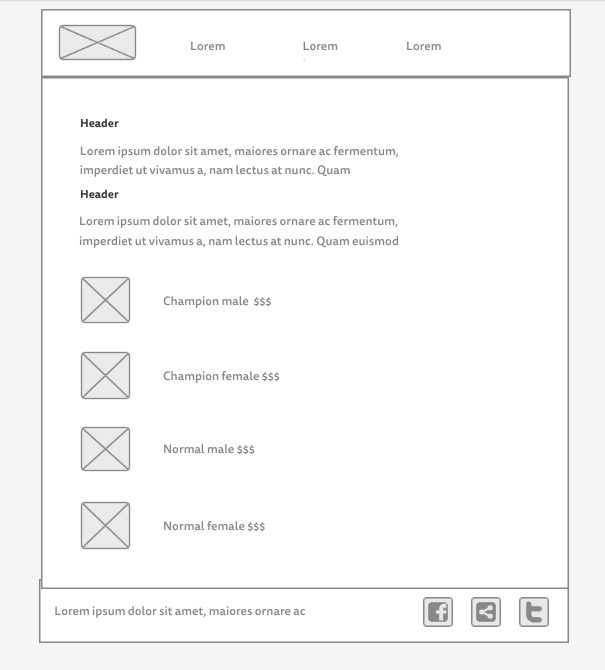 Lorem Lorem Lorem
Header
Lorem ipsum dolor sit amet, maiores ornare ac fermentum,
imperdiet ut vivamus a, nam lectus at nunc. Quam
Header
Lorem ipsum dolor sit amet, maiores ornare ac fermentum,
imperdiet ut vivamus a, nam lectus at nunc. Quam euismod
Champion male $$$
Champion female $$$
Normal male $$$
Normal female $$$
Lorem ipsum dolor sit amet, maiores ornare ac